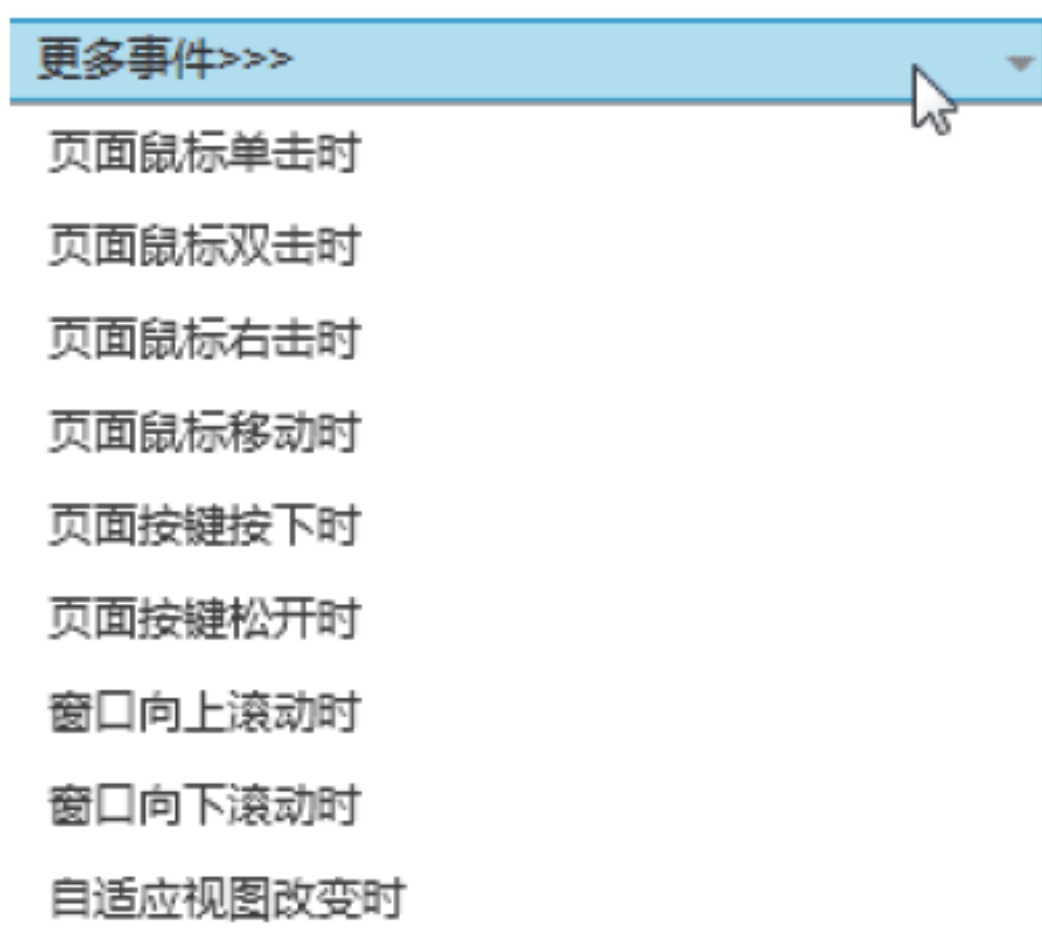 更多事件>>>
页面鼠标单击时
页面鼠标双击时
页面鼠标右击时
页面鼠标移动时
页面按键按下时
页面按键松开时
窗口向上滚动时
窗口向下滚动时
自适应视图改变时